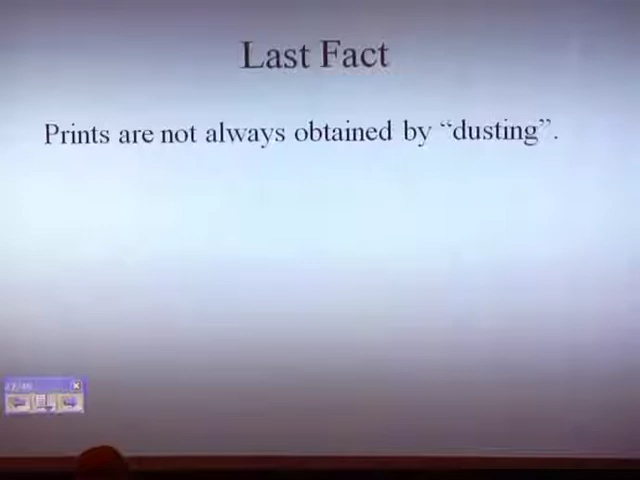 Last Fact
Prints are not always obtained by “dusting”.